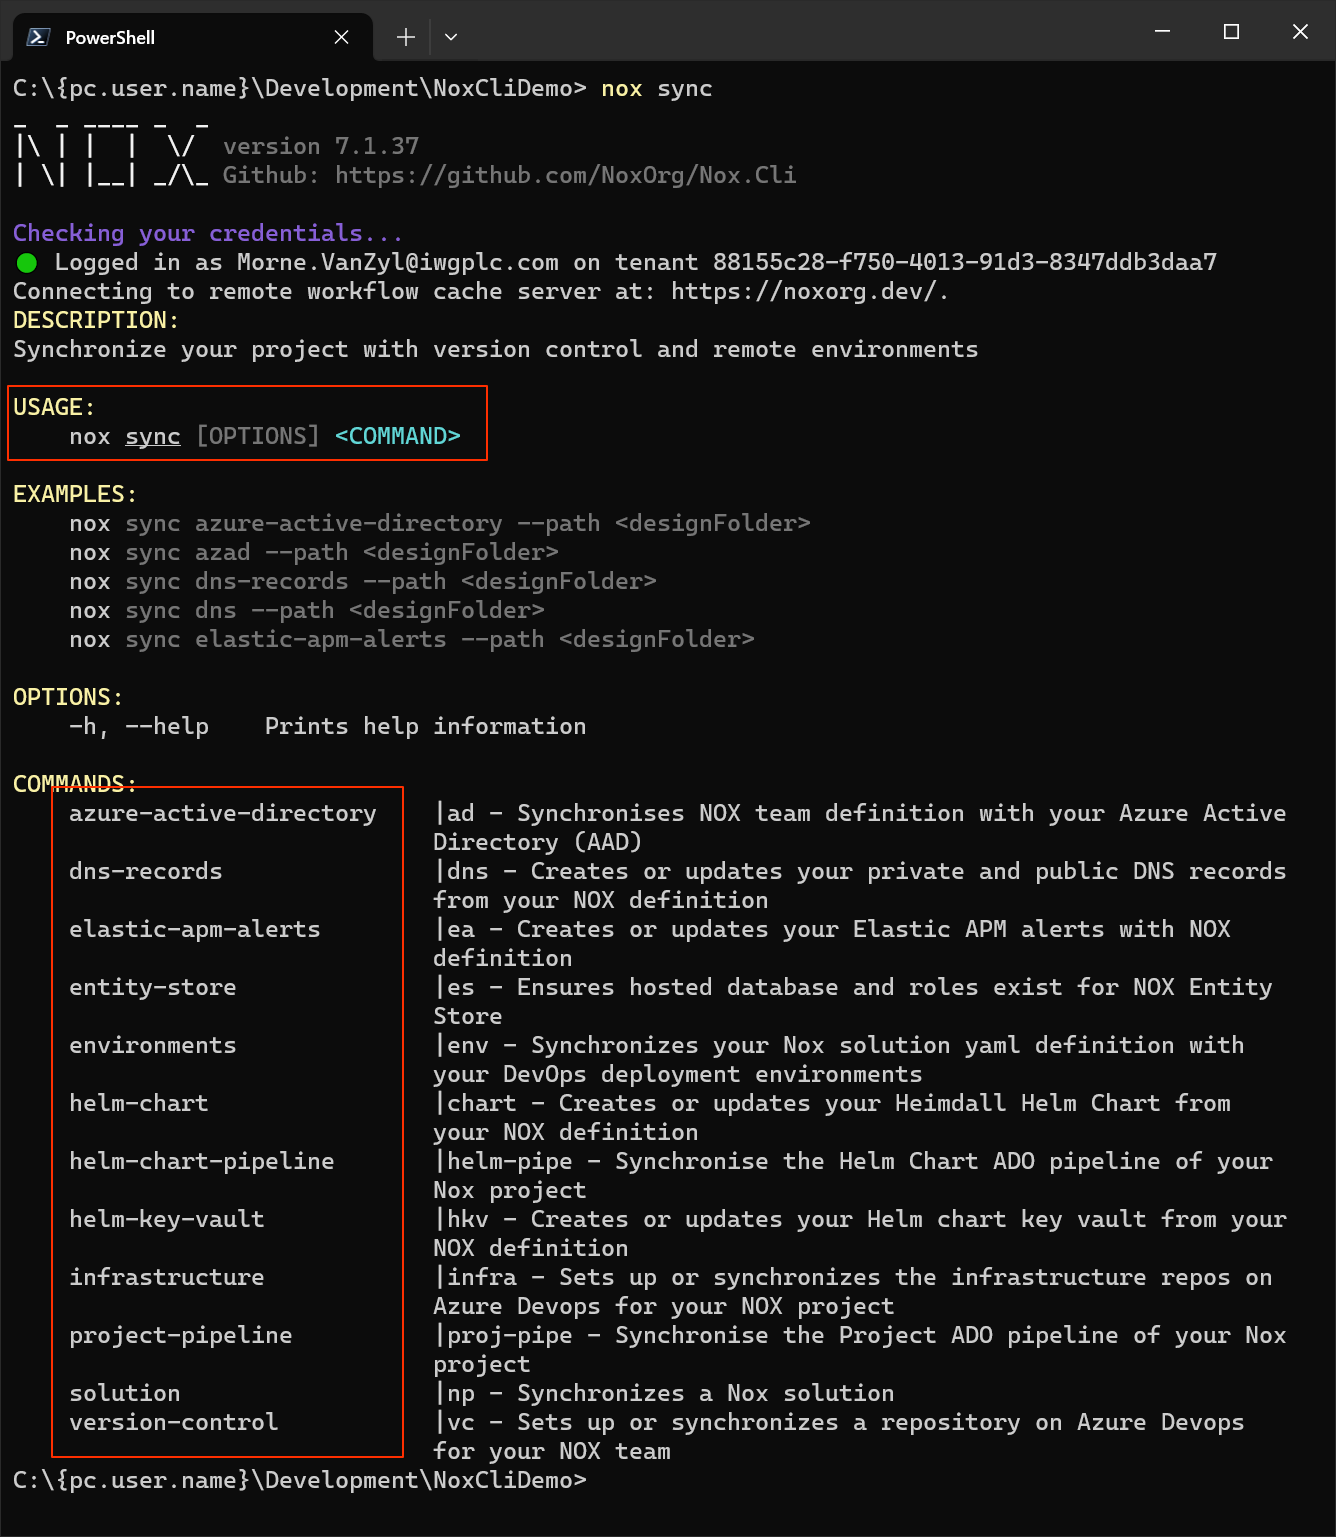 PowerShell
C:\{pc.user.name}\Development\NoxCliDemo> nox sync
version 7.1.37
Github: https://github.com/NoxOrg/Nox.Cli
Checking your credentials...
Logged in as Morne.VanZyl@iwgplc.com on tenant 88155c28-f750-4013-91d3-8347ddb3daa7
Connecting to remote workflow cache server at: https://noxorg.dev/.
DESCRIPTION:
Synchronize your project with version control and remote environments
USAGE:
nox sync [OPTIONS] <COMMAND>
EXAMPLES:
nox sync azure-active-directory --path <designFolder>
nox sync azad --path <designFolder>
nox sync dns-records --path <designFolder>
nox sync dns --path <designFolder>
nox sync elastic-apm-alerts --path <designFolder>
OPTIONS:
-h, --help    Prints help information
COMMANDS:
azure-active-directory    |ad - Synchronises NOX team definition with your Azure Active
Directory (AAD)
dns-records    |dns - Creates or updates your private and public DNS records
from your NOX definition
elastic-apm-alerts    |ea - Creates or updates your Elastic APM alerts with NOX
definition
entity-store    |es - Ensures hosted database and roles exist for NOX Entity
Store
environments    |env - Synchronizes your Nox solution yaml definition with
your DevOps deployment environments
helm-chart    |chart - Creates or updates your Heimdall Helm Chart from
your NOX definition
helm-chart-pipeline    |helm-pipe - Synchronise the Helm Chart ADO pipeline of your
Nox project
helm-key-vault    |hkv - Creates or updates your Helm chart key vault from your
NOX definition
infrastructure    |infra - Sets up or synchronizes the infrastructure repos on
Azure Devops for your NOX project
project-pipeline    |proj-pipe - Synchronise the Project ADO pipeline of your Nox
project
solution    |np - Synchronizes a Nox solution
version-control    |vc - Sets up or synchronizes a repository on Azure Devops
for your NOX team
C:\{pc.user.name}\Development\NoxCliDemo>